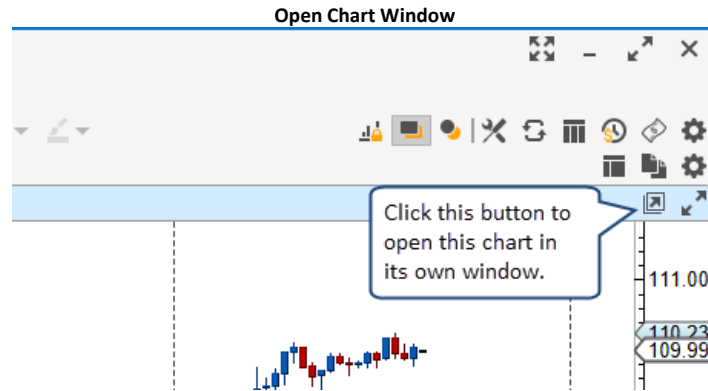 Open Chart Window
Click this button to
open this chart in
its own window.
111.00
110.23
109.99